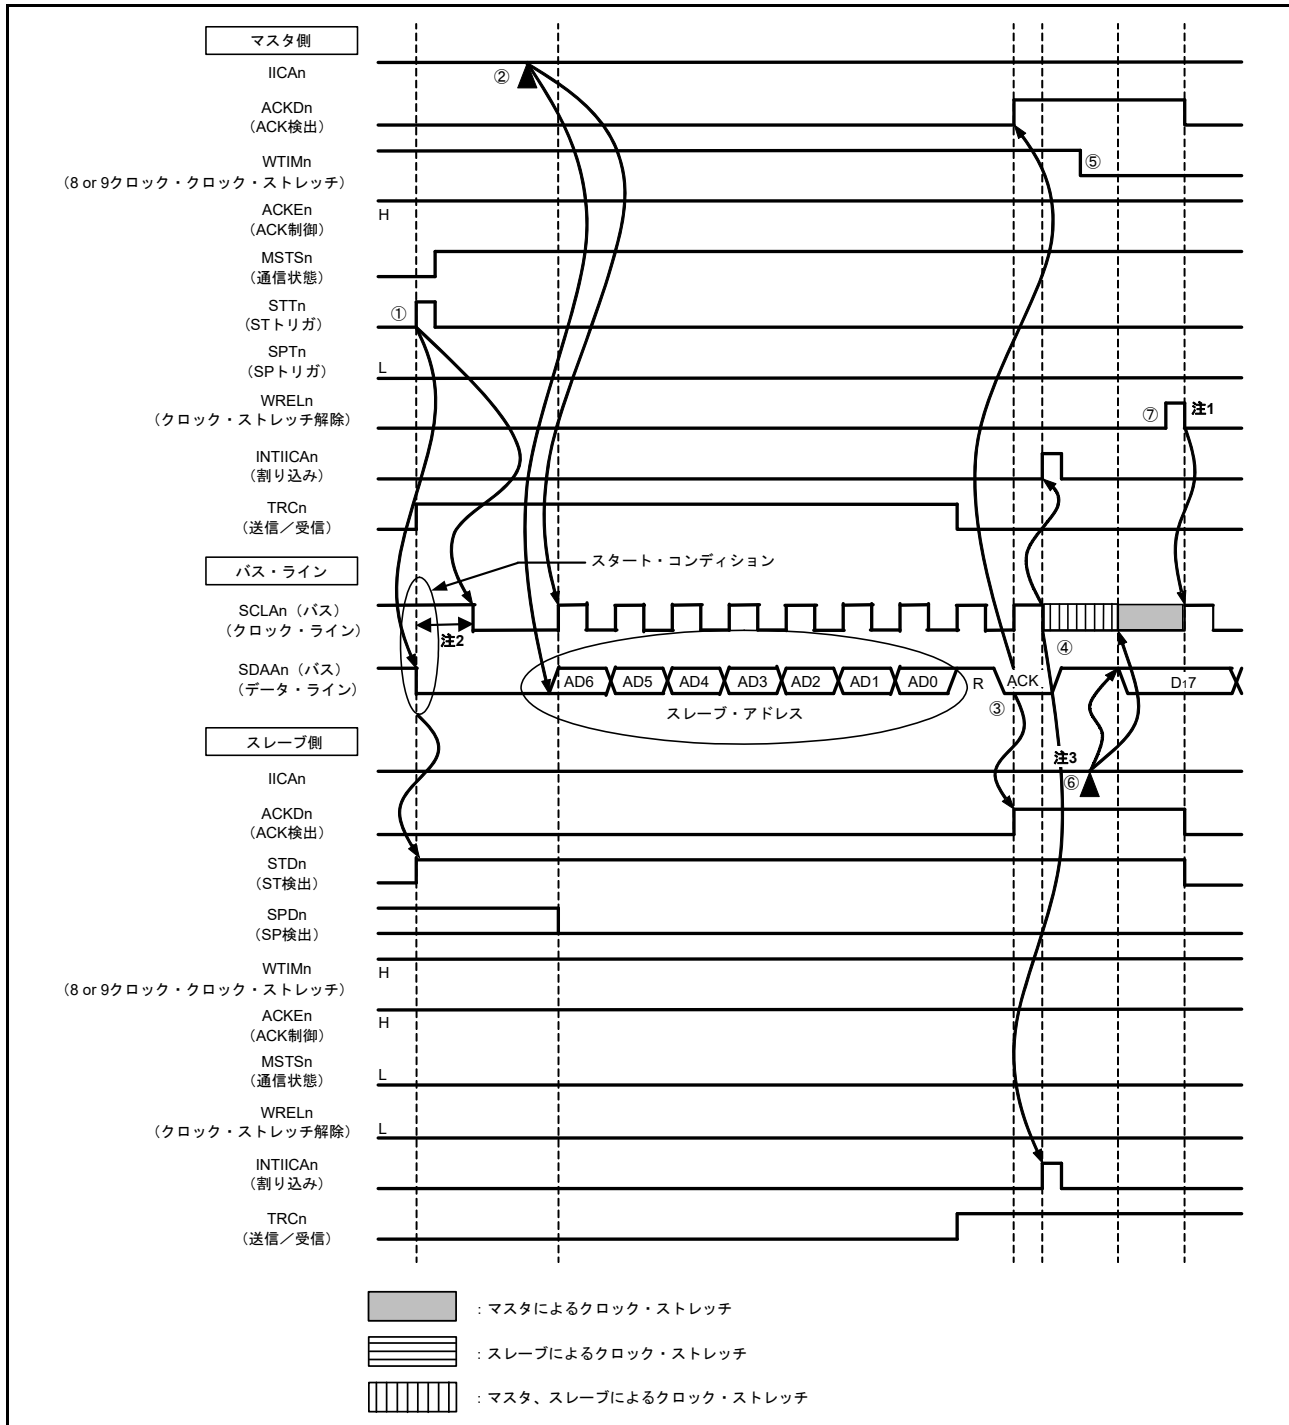 マスタ側
IICAn
②
ACKDn
(ACK検出)
WTIMn
(8 or 9クロック・クロック・ストレッチ)
⑤
ACKEn
(ACK制御)
H
MSTSn
(通信状態)
STTn
(STトリガ)
①
SPTn
(SPトリガ)
L
WRELn
(クロック・ストレッチ解除)
⑦
注1
INTIICAn
(割り込み)
TRCn
(送信/受信)
バス・ライン
スタート・コンディション
SCLAn(バス)
(クロック・ライン)
注2
④
SDAAn(バス)
(データ・ライン)
AD6 AD5 AD4 AD3 AD2 AD1 AD0 R ACK D17
スレーブ・アドレス
③
スレーブ側
IICAn
注3
⑥
ACKDn
(ACK検出)
STDn
(ST検出)
SPDn
(SP検出)
WTIMn
(8 or 9クロック・クロック・ストレッチ)
H
ACKEn
(ACK制御)
H
MSTSn
(通信状態)
L
WRELn
(クロック・ストレッチ解除)
L
INTIICAn
(割り込み)
TRCn
(送信/受信)
:マスタによるクロック・ストレッチ
:スレーブによるクロック・ストレッチ
:マスタ、スレーブによるクロック・ストレッチ